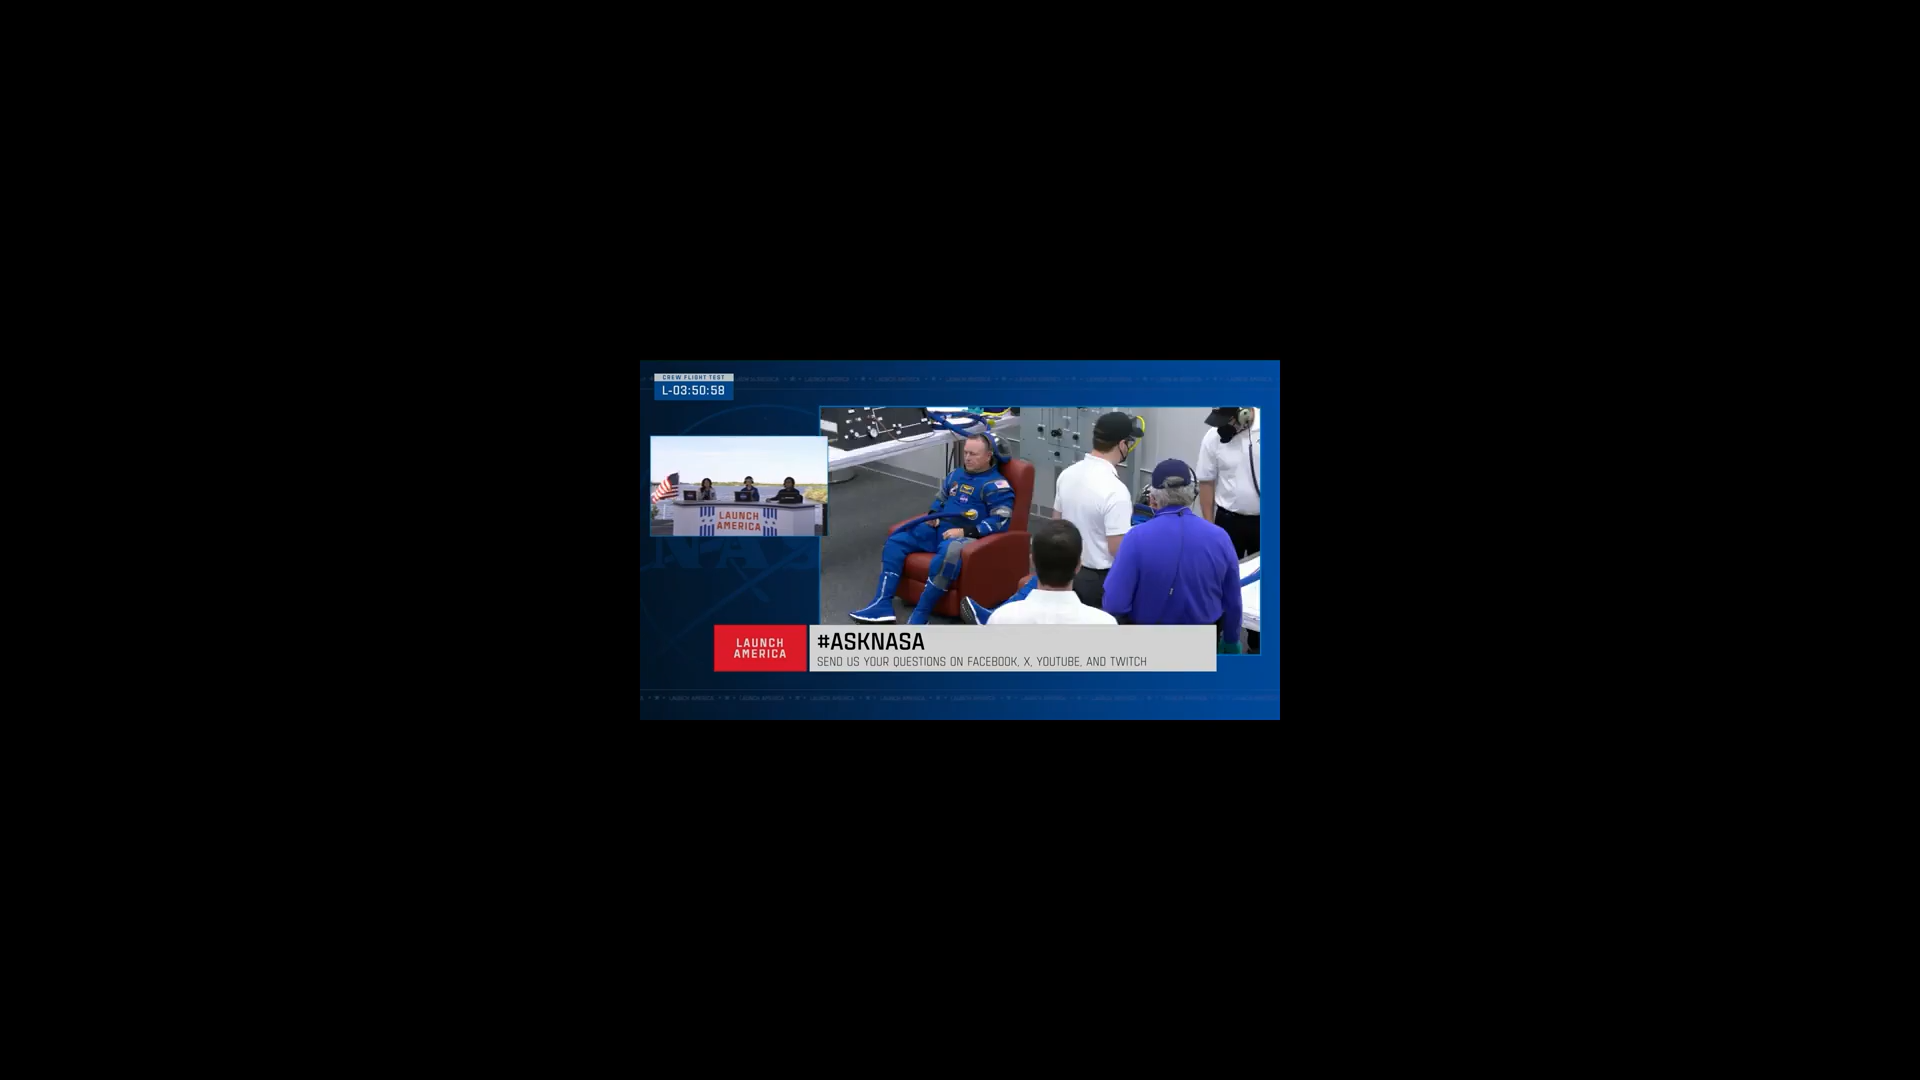 CREW FLIGHT TEST
L-03:50:58
LAUNCH
AMERICA
LAUNCH
AMERICA
#ASKNASA
SEND US YOUR QUESTIONS ON FACEBOOK, X, YOUTUBE, AND TWITCH